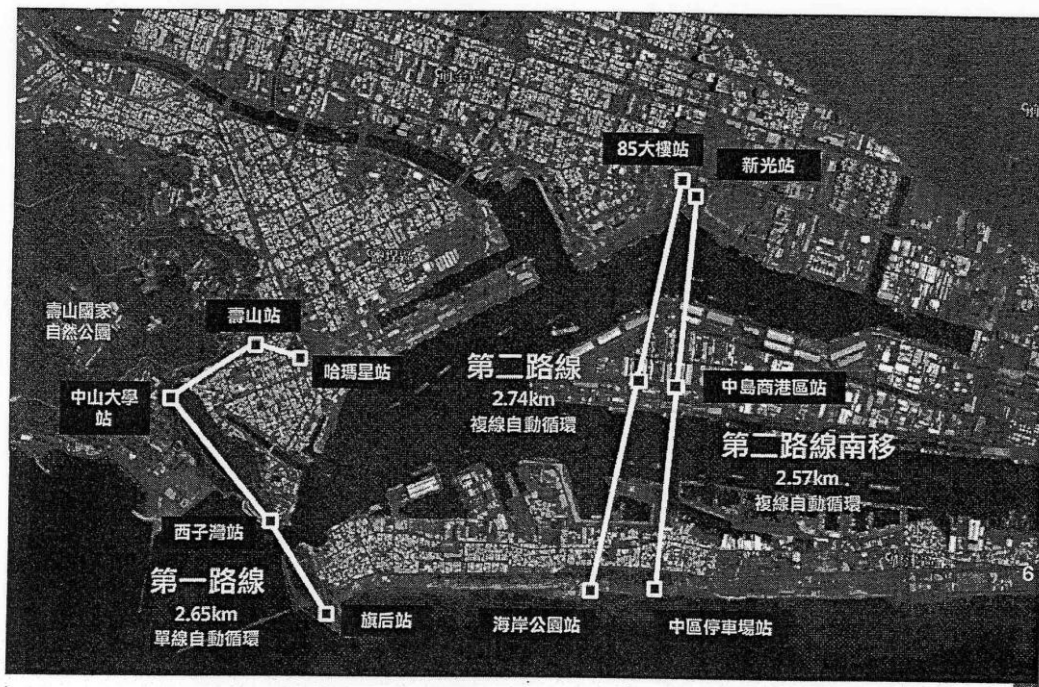 85大樓站
新光站
壽山國家
自然公園
壽山站
哈瑪星站
中山大學
站
第二路線
2.74km
複線自動循環
中島商港區站
第二路線南移
2.57km
複線自動循環
西子灣站
第一路線
2.65km
單線自動循環
旗后站
海岸公園站
中區停車場站
6